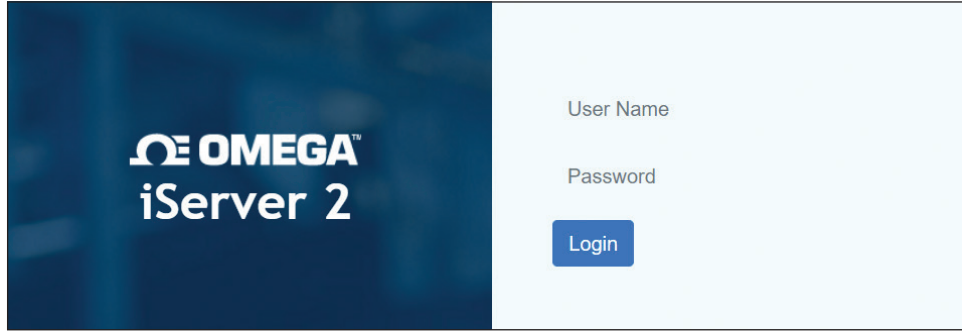 OMEGA™
iServer 2
User Name
Password
Login